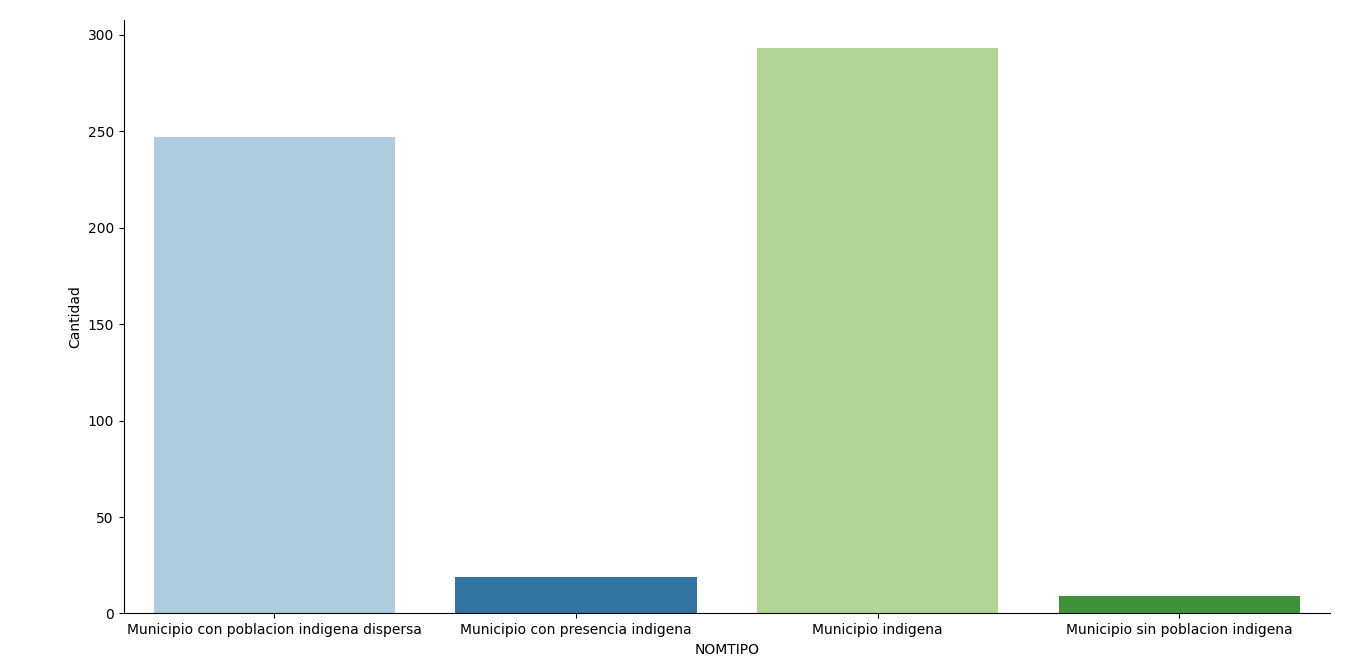 300
250
200
150
100
50
0
Cantidad
Municipio con poblacion indigena dispersa
Municipio con presencia indigena
Municipio indigena
Municipio sin poblacion indigena
NOMTIPO